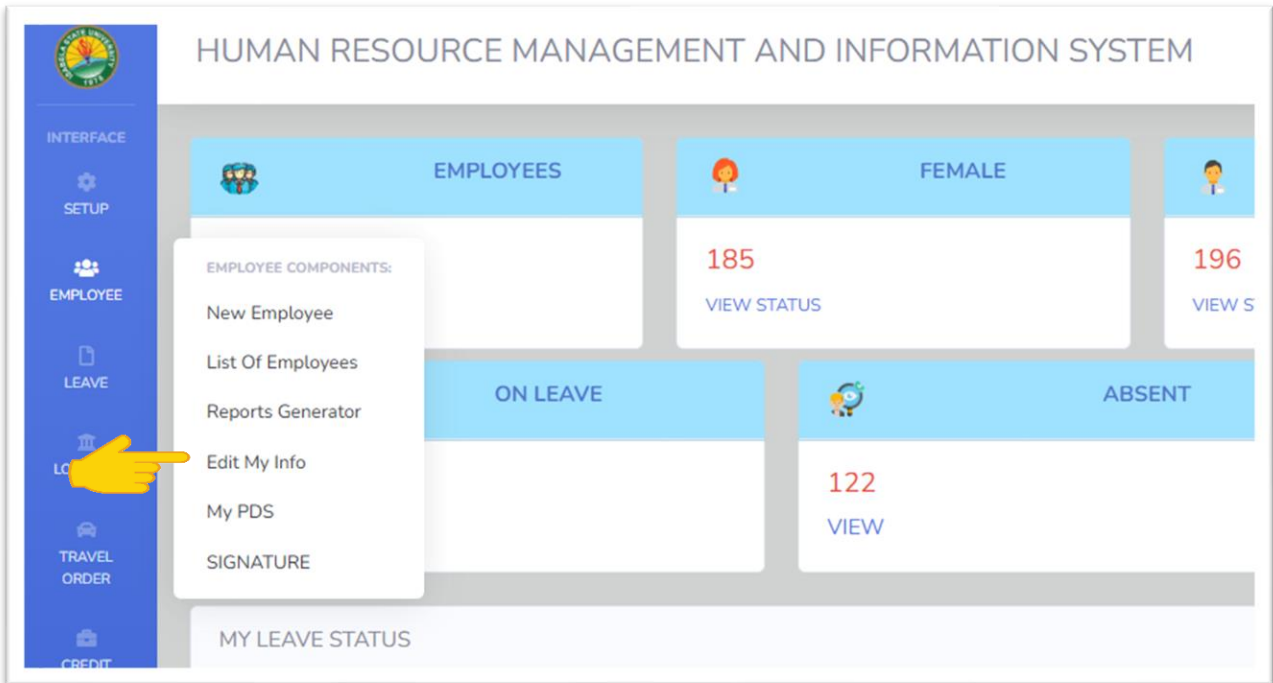 HUMAN RESOURCE MANAGEMENT AND INFORMATION SYSTEM
INTERFACE
SETUP
EMPLOYEE
LEAVE
TRAVEL
ORDER
CREDIT
EMPLOYEES
FEMALE
185
VIEW STATUS
196
VIEW S
EMPLOYEE COMPONENTS:
New Employee
List Of Employees
Reports Generator
Edit My Info
My PDS
SIGNATURE
ON LEAVE
ABSENT
122
VIEW
MY LEAVE STATUS